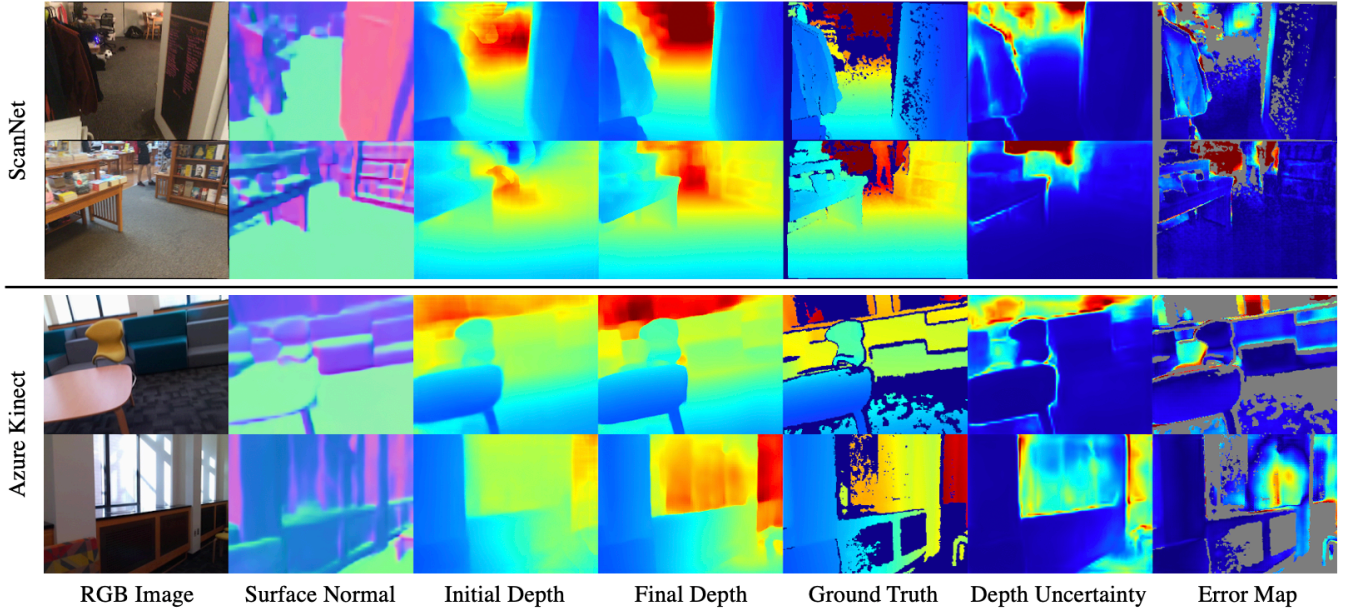 ScanNet
Azure Kinect
RGB Image
Surface Normal
Initial Depth
Final Depth
Ground Truth
Depth Uncertainty
Error Map